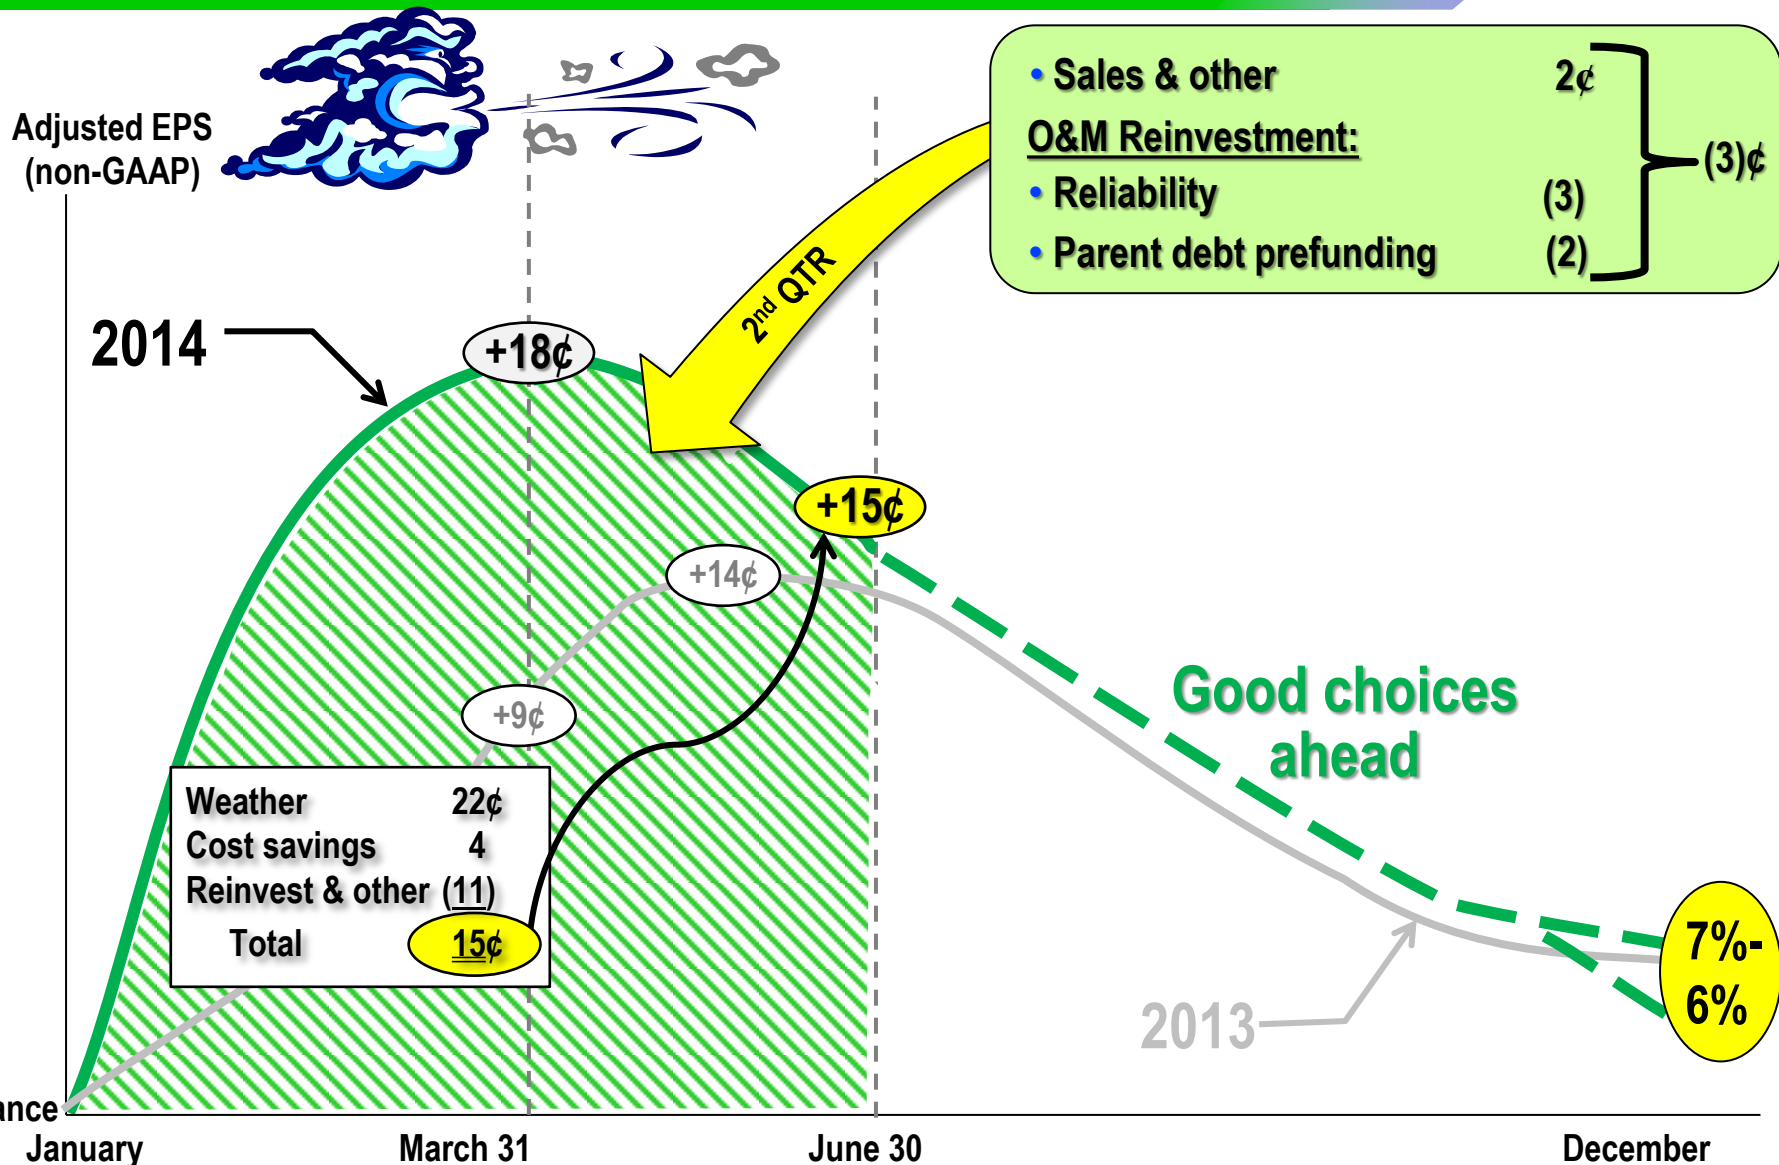 Adjusted EPS
(non-GAAP)
• Sales & other 2¢
O&M Reinvestment:
• Reliability (3)
• Parent debt prefunding (2)
(3)¢
2nd QTR
2014
+18¢
+15¢
+14¢
+9¢
Good choices
ahead
Weather 22¢
Cost savings 4
Reinvest & other (11)
Total 15¢
7%-
6%
2013
January
March 31
June 30
December